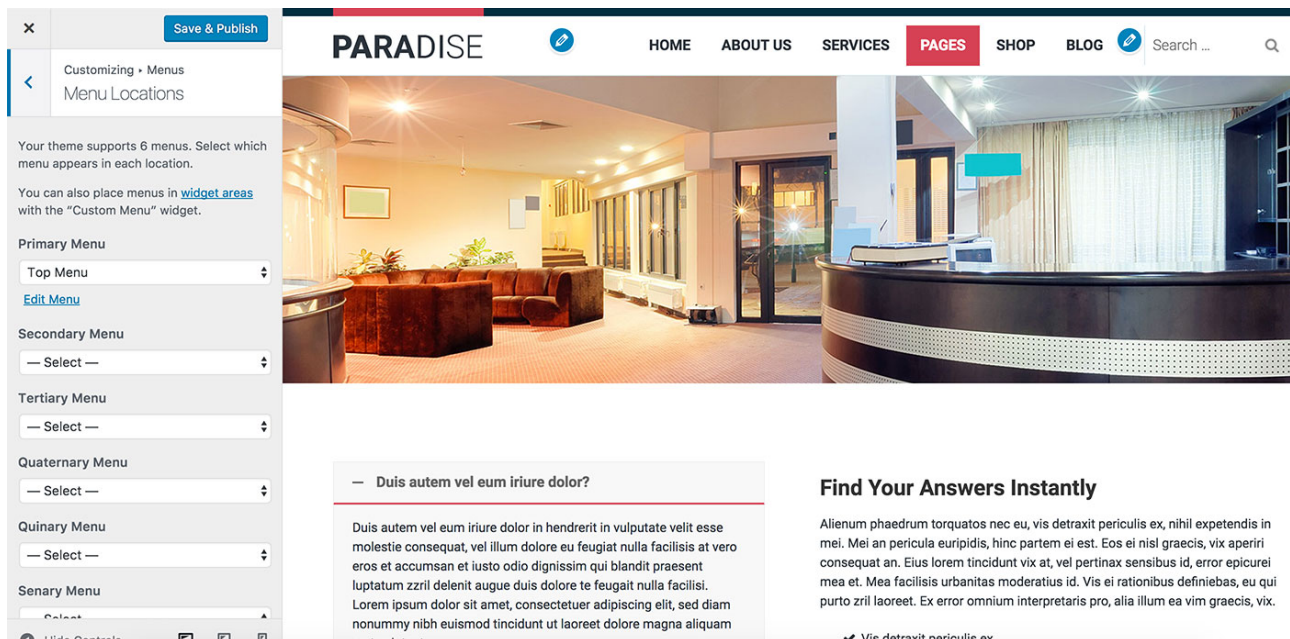 Save & Publish
Customizing ▸ Menus
Menu Locations
Your theme supports 6 menus. Select which
menu appears in each location.
You can also place menus in widget areas
with the “Custom Menu” widget.
Primary Menu
Top Menu
Edit Menu
Secondary Menu
— Select —
Tertiary Menu
— Select —
Quaternary Menu
— Select —
Quinary Menu
— Select —
Senary Menu
— Select —
Hide Controls
PARADISE
HOME ABOUT US SERVICES PAGES SHOP BLOG Search ...
— Duis autem vel eum iriure dolor?
Duis autem vel eum iriure dolor in hendrerit in vulputate velit esse
molestie consequat, vel illum dolore eu feugiat nulla facilisis at vero
eros et accumsan et iusto odio dignissim qui blandit praesent
luptatum zzril delenit augue duis dolore te feugait nulla facilisi.
Lorem ipsum dolor sit amet, consectetuer adipiscing elit, sed diam
nonummy nibh euismod tincidunt ut laoreet dolore magna aliquam
Find Your Answers Instantly
Alienum phaedrum torquatos nec eu, vis detraxit periculis ex, nihil expetendis in
mei. Mei an pericula euripidis, hinc partem ei est. Eos ei nisl graecis, vix aperiri
consequat an. Eius lorem tincidunt vix at, vel pertinax sensibus id, error epicurei
mea et. Mea facilisis urbanitas moderatius id. Vis ei rationibus definiebas, eu qui
purto zril laoreet. Ex error omnium interpretaris pro, alia illum ea vim graecis, vix.
Vis detraxit periculis ex